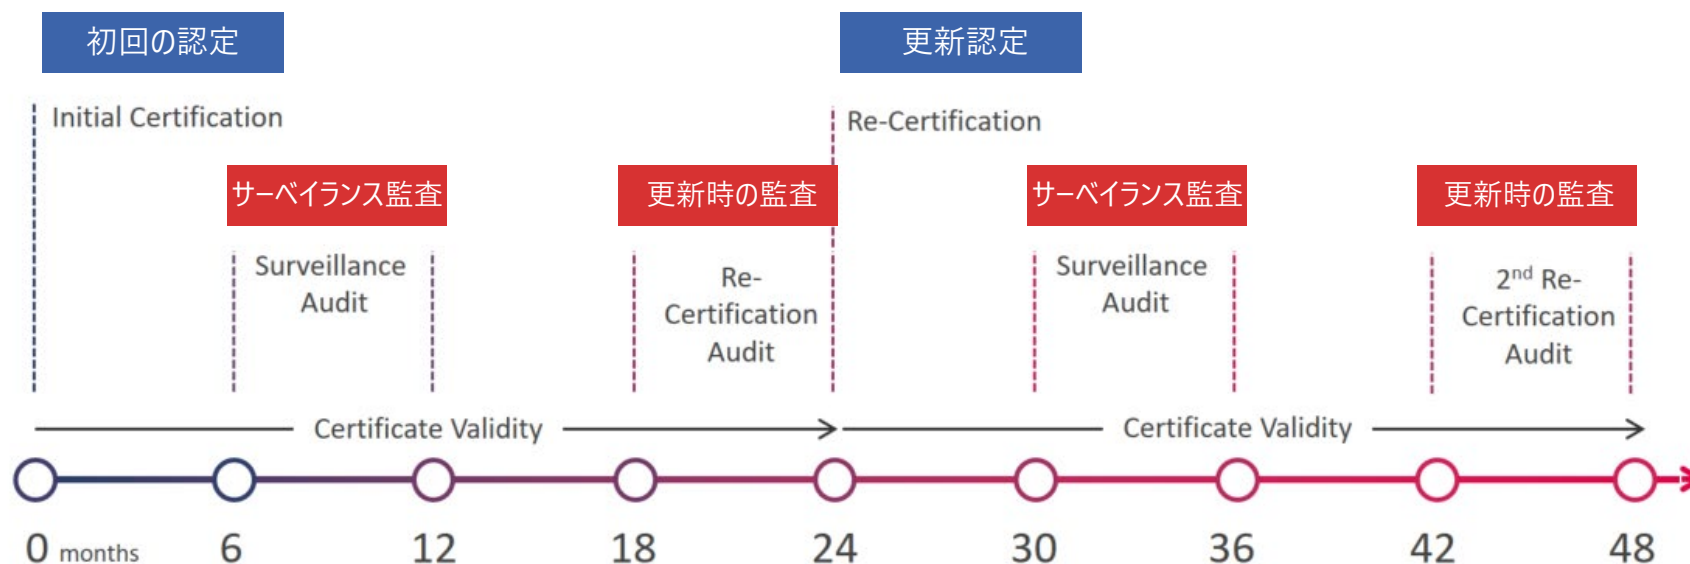 初回の認定
更新認定
Initial Certification
Re-Certification
サーベイランス監査
更新時の監査
サーベイランス監査
更新時の監査
Surveillance
Audit
Re-
Certification
Audit
Surveillance
Audit
2nd Re-
Certification
Audit
Certificate Validity
Certificate Validity
0 months 6 12 18 24 30 36 42 48